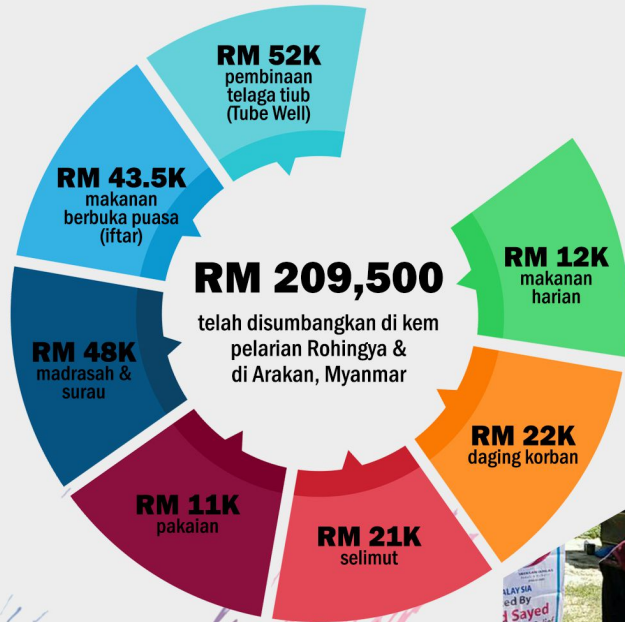 RM 52K
pembinaan
telaga tiub
(Tube Well)
RM 43.5K
makanan
berbuka puasa
(iftar)
RM 12K
makanan
harian
RM 209,500
telah disumbangkan di kem
pelarian Rohingya &
di Arakan, Myanmar
RM 48K
madrasah &
surau
RM 22K
daging korban
RM 11K
pakaian
RM 21K
selimut
ALAYSIA
ed By
d Sayed